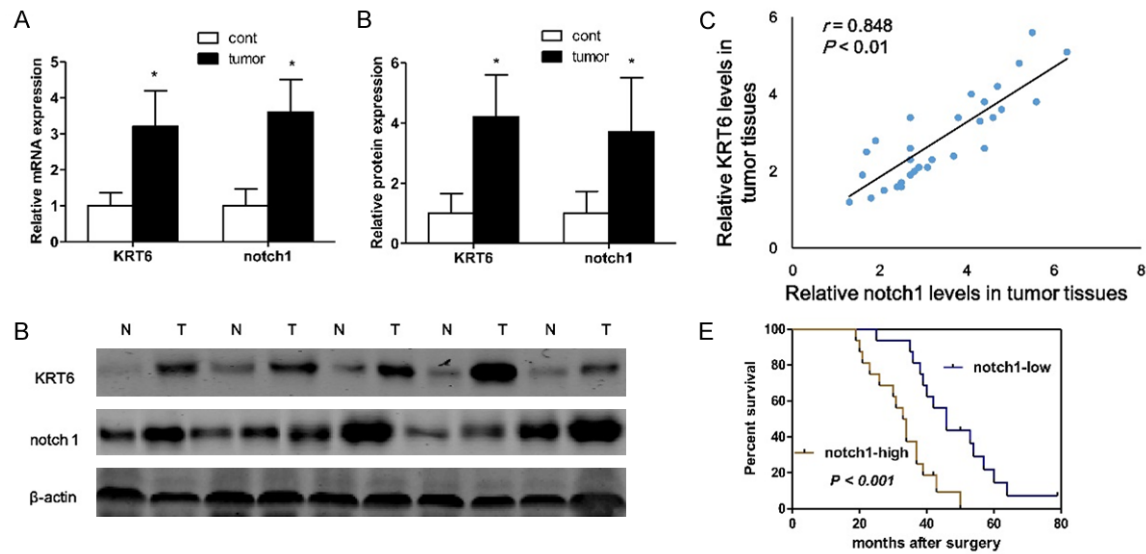 A
cont
tumor
Relative mRNA expression
5
4
3
2
1
0
*
*
KRT6
notch1
B
cont
tumor
Relative protein expression
8
6
4
2
0
*
*
KRT6
notch1
C
r = 0.848
P < 0.01
Relative KRT6 levels in
tumor tissues
6
4
2
0
0 2 4 6 8
Relative notch1 levels in tumor tissues
B
N T N T N T N T N T
KRT6
notch 1
β-actin
E
Percent survival
100
80
60
40
20
0
notch1-low
notch1-high
P < 0.001
0 20 40 60 80
months after surgery